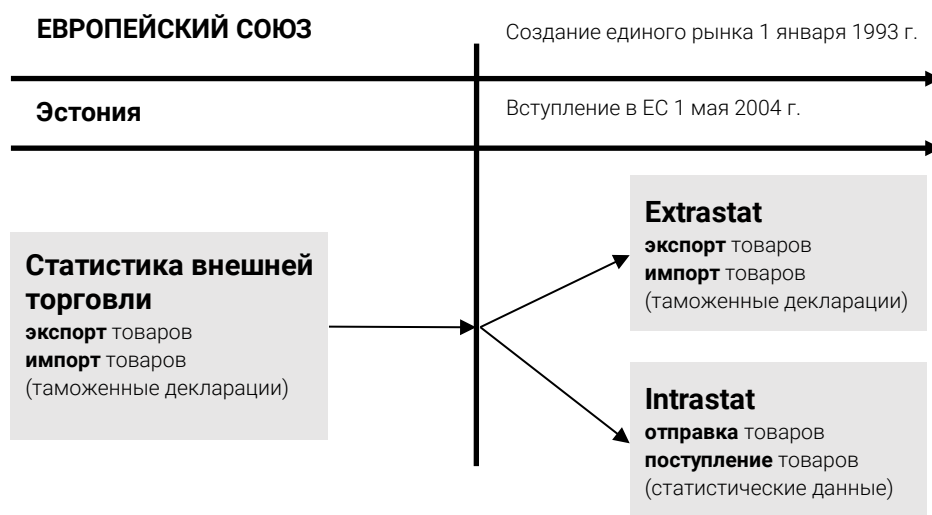 ЕВРОПЕЙСКИЙ СОЮЗ
Создание единого рынка 1 января 1993 г.
Эстония
Вступление в ЕС 1 мая 2004 г.
Статистика внешней
торговли
экспорт товаров
импорт товаров
(таможенные декларации)
Extrastat
экспорт товаров
импорт товаров
(таможенные декларации)
Intrastat
отправка товаров
поступление товаров
(статистические данные)